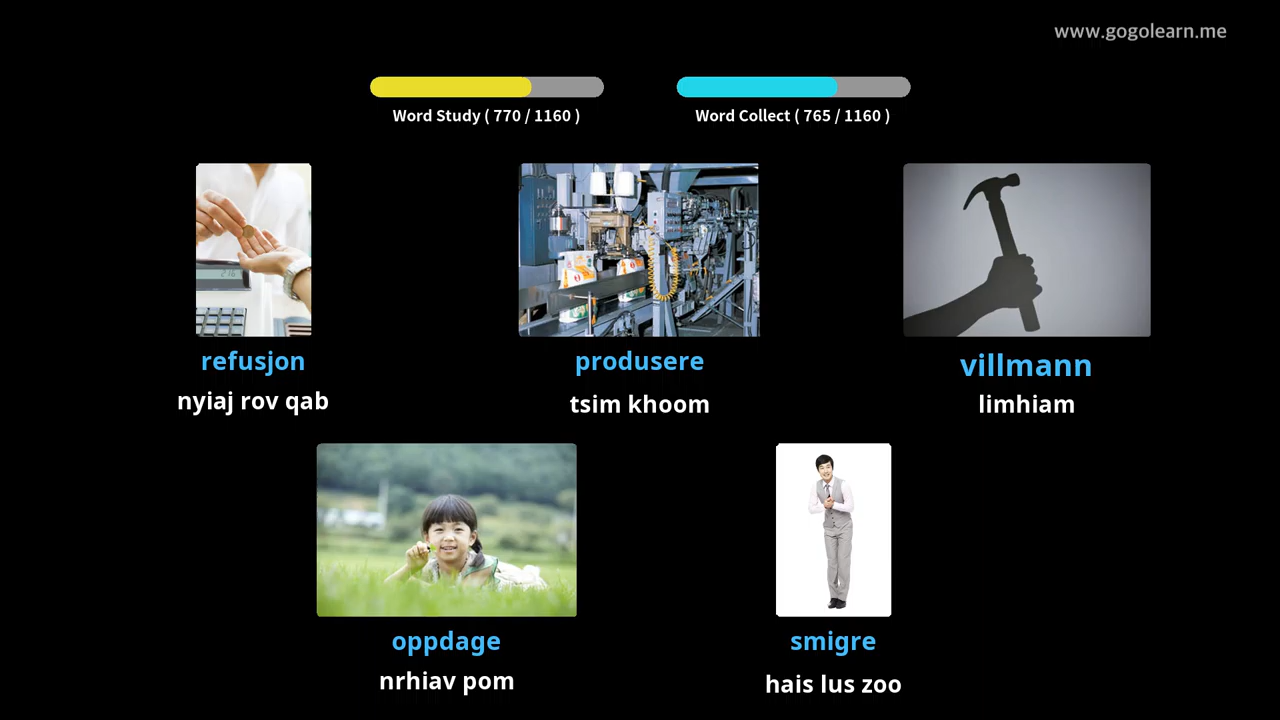 www.gogolearn.me
Word Study ( 770 / 1160 )
Word Collect ( 765 / 1160 )
refusjon
nyiaj rov qab
produsere
tsim khoom
villmann
limhiam
oppdage
nrhiav pom
smigre
hais lus zoo